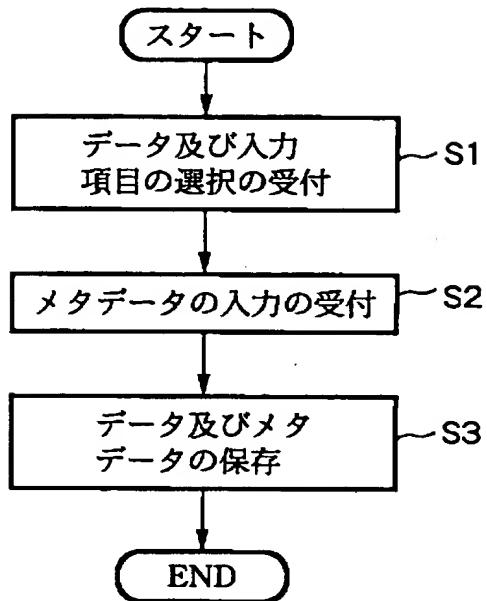 スタート
データ及び入力
項目の選択の受付
S1
メタデータの入力の受付
S2
データ及びメタ
データの保存
S3
END